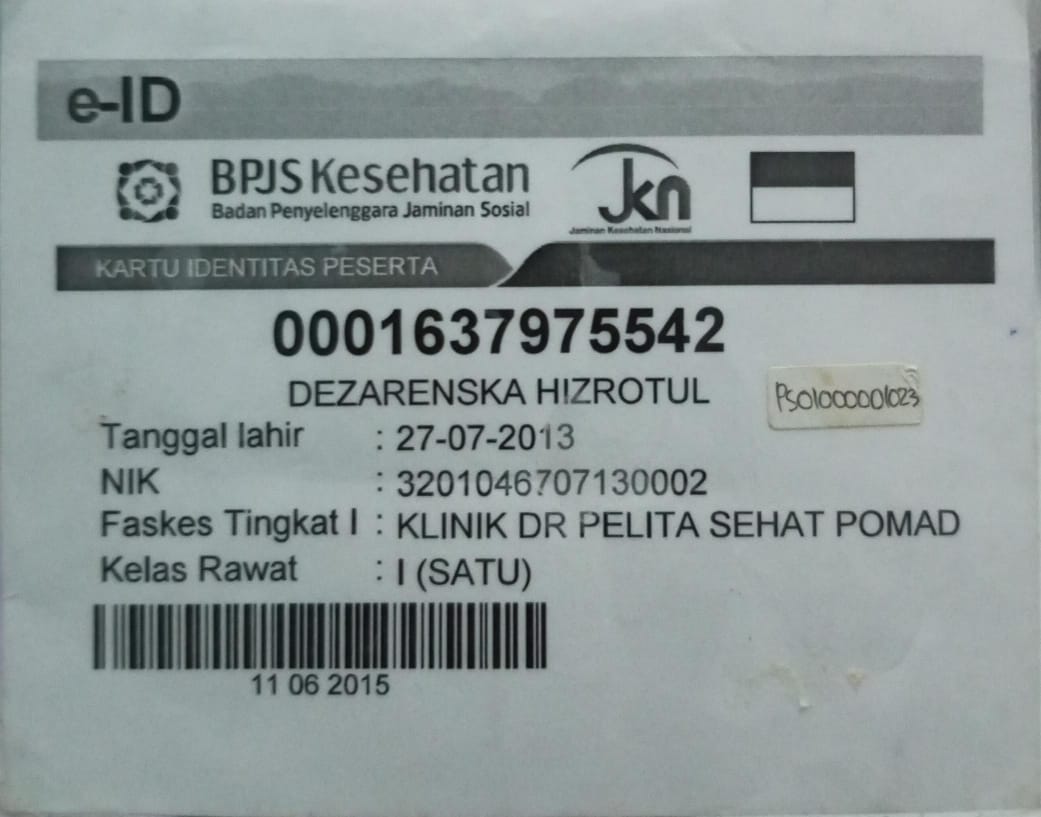 e-ID
BPJS Kesehatan
Badan Penyelenggara Jaminan Sosial
Jkn
Jaminan Kesehatan Nasional
KARTU IDENTITAS PESERTA
0001637975542
DEZARENSKA HIZROTUL
PS01000001023
Tanggal lahir : 27-07-2013
NIK : 3201046707130002
Faskes Tingkat I : KLINIK DR PELITA SEHAT POMAD
Kelas Rawat : I (SATU)
11 06 2015